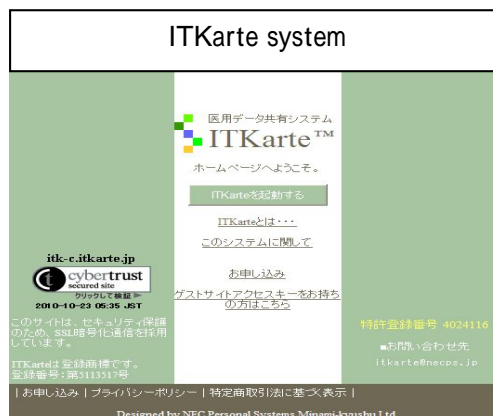 ITKarte system
医用データ共有システム
ITKarte™
ホームページへようこそ。
ITKarteを起動する
ITKarteとは・・・
このシステムに関して
お申し込み
ゲストサイトアクセスキーをお持ち
の方はこちら
itk-c.itkarte.jp
cybertrust
secured site
クリックして検証
2010-10-23 05:35 JST
このサイトは、セキュリティ保護
のため、SSL暗号化通信を採用
しています。
ITKarteは登録商標です。
登録番号：第5113517号
特許登録番号 4024116
■お問い合わせ先
itkarte@necps.jp
| お申し込み | プライバシーポリシー | 特定商取引法に基づく表示 |
Designed by NEC Personal Systems Minami-kyushu Ltd